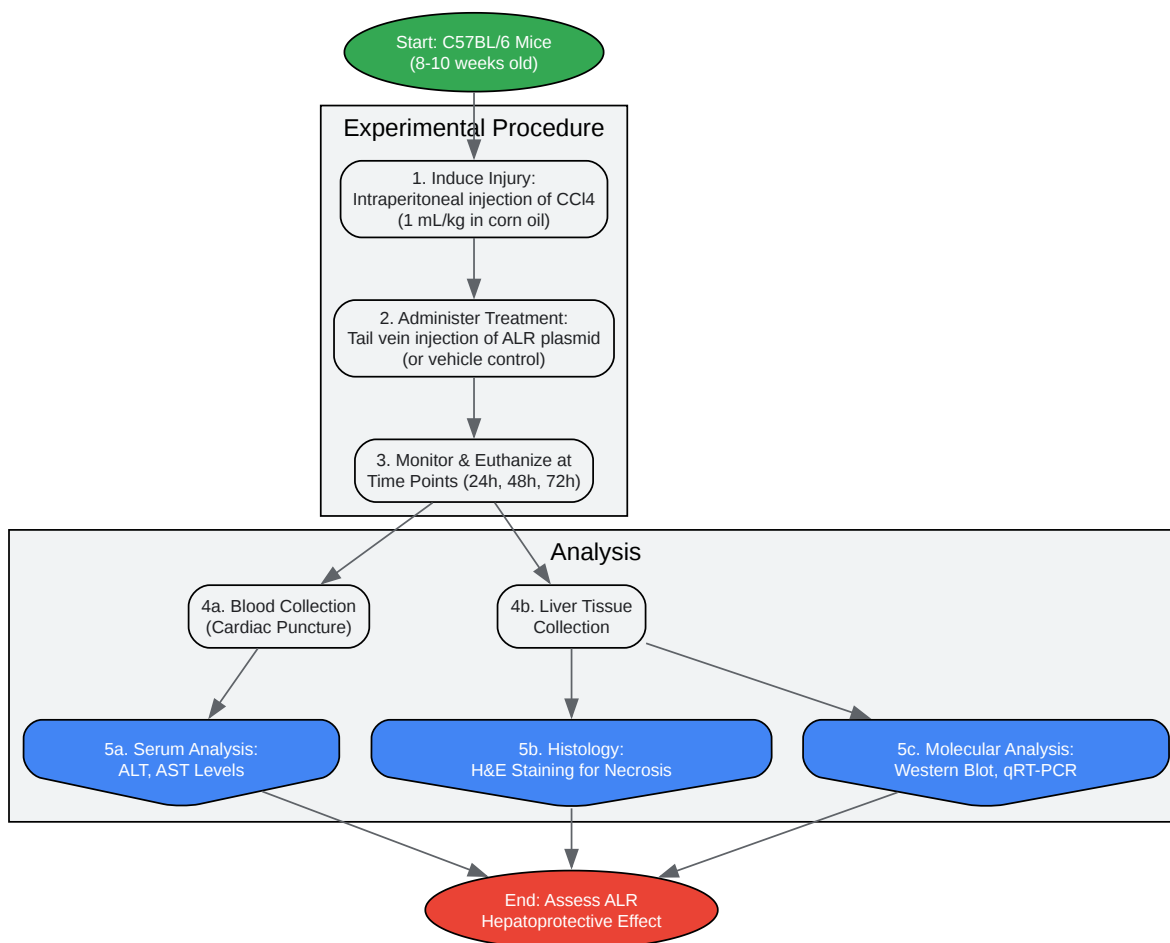 Start: C57BL/6 Mice
(8-10 weeks old)
Experimental Procedure
1. Induce Injury:
Intraperitoneal injection of CCl4
(1 mL/kg in corn oil)
2. Administer Treatment:
Tail vein injection of ALR plasmid
(or vehicle control)
3. Monitor & Euthanize at
Time Points (24h, 48h, 72h)
Analysis
4a. Blood Collection
(Cardiac Puncture)
4b. Liver Tissue
Collection
5a. Serum Analysis:
ALT, AST Levels
5b. Histology:
H&E Staining for Necrosis
5c. Molecular Analysis:
Western Blot, qRT-PCR
End: Assess ALR
Hepatoprotective Effect